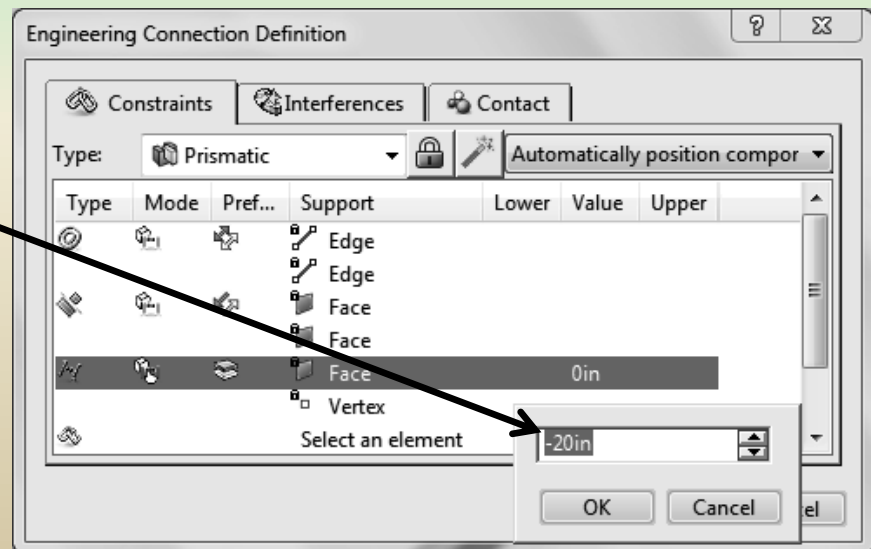 Engineering Connection Definition
Constraints Interferences Contact
Type: Prismatic Automatically position compor
Type Mode Pref... Support Lower Value Upper
Edge
Edge
Face
Face
Face 0in
Vertex
Select an element
-20in
OK Cancel el